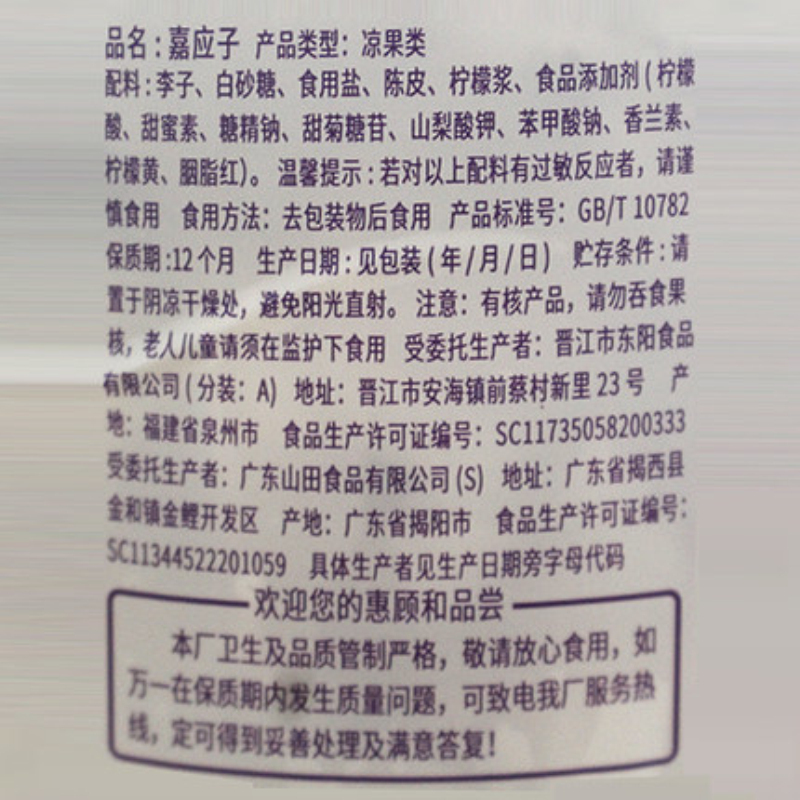 品名：嘉应子 产品类型：凉果类
配料：李子、白砂糖、食用盐、陈皮、柠檬浆、食品添加剂（柠檬
酸、甜蜜素、糖精钠、甜菊糖苷、山梨酸钾、苯甲酸钠、香兰素、
柠檬黄、胭脂红）。 温馨提示：若对以上配料有过敏反应者，请谨
慎食用 食用方法：去包装物后食用 产品标准号：GB/T 10782
保质期：12个月 生产日期：见包装（年/月/日） 贮存条件：请
置于阴凉干燥处，避免阳光直射。 注意：有核产品，请勿吞食果
核，老人儿童请须在监护下食用 受委托生产者：晋江市东阳食品
有限公司（分装：A） 地址：晋江市安海镇前蔡村新里23号 产
地：福建省泉州市 食品生产许可证编号：SC11735058200333
受委托生产者：广东山田食品有限公司（S） 地址：广东省揭西县
金和镇金鲤开发区 产地：广东省揭阳市 食品生产许可证编号：
SC11344522201059 具体生产者见生产日期旁字母代码
欢迎您的惠顾和品尝
本厂卫生及品质管制严格，敬请放心食用，如
万一在保质期内发生质量问题，可致电我厂服务热
线，定可得到妥善处理及满意答复！